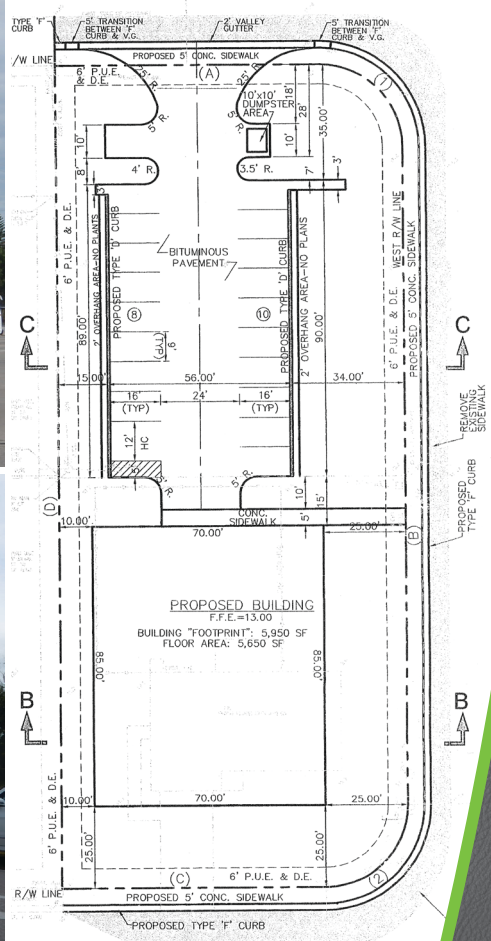 TYPE 'F'
CURB
5' TRANSITION
BETWEEN 'F'
CURB & V.G.
2' VALLEY
GUTTER
5' TRANSITION
BETWEEN 'F'
CURB & V.G.
PROPOSED 5' CONC. SIDEWALK
/W LINE
6' P.U.E.
& D.E.
25' R.
(A)
25' R.
(1)
10'x10'
DUMPSTER
AREA
18'
28'
35.00'
10'
5' R.
5' R.
10'
8'
4' R.
3.5' R.
7'
3'
3'
6' P.U.E. & D.E.
2' OVERHANG AREA-NO PLANTS
PROPOSED TYPE 'D' CURB
BITUMINOUS
PAVEMENT
PROPOSED TYPE 'D' CURB
2' OVERHANG AREA-NO PLANTS
WEST R/W LINE
6' P.U.E. & D.E.
PROPOSED 5' CONC. SIDEWALK
8
10
9'
(TYP)
C
C
89.00'
90.00'
15.00'
56.00'
34.00'
16'
(TYP)
24'
16'
(TYP)
REMOVE
EXISTING
SIDEWALK
12'
HC
5'
5' R.
5' R.
10'
15'
PROPOSED
TYPE 'F' CURB
(D)
CONC.
SIDEWALK
5'
10.00'
70.00'
25.00'
(B)
PROPOSED BUILDING
F.F.E.=13.00
BUILDING "FOOTPRINT": 5,950 SF
FLOOR AREA: 5,650 SF
85.00'
85.00'
B
B
6' P.U.E. & D.E.
10.00'
70.00'
25.00'
25.00'
25.00'
(C)
6' P.U.E. & D.E.
(2)
R/W LINE
PROPOSED 5' CONC. SIDEWALK
PROPOSED TYPE 'F' CURB